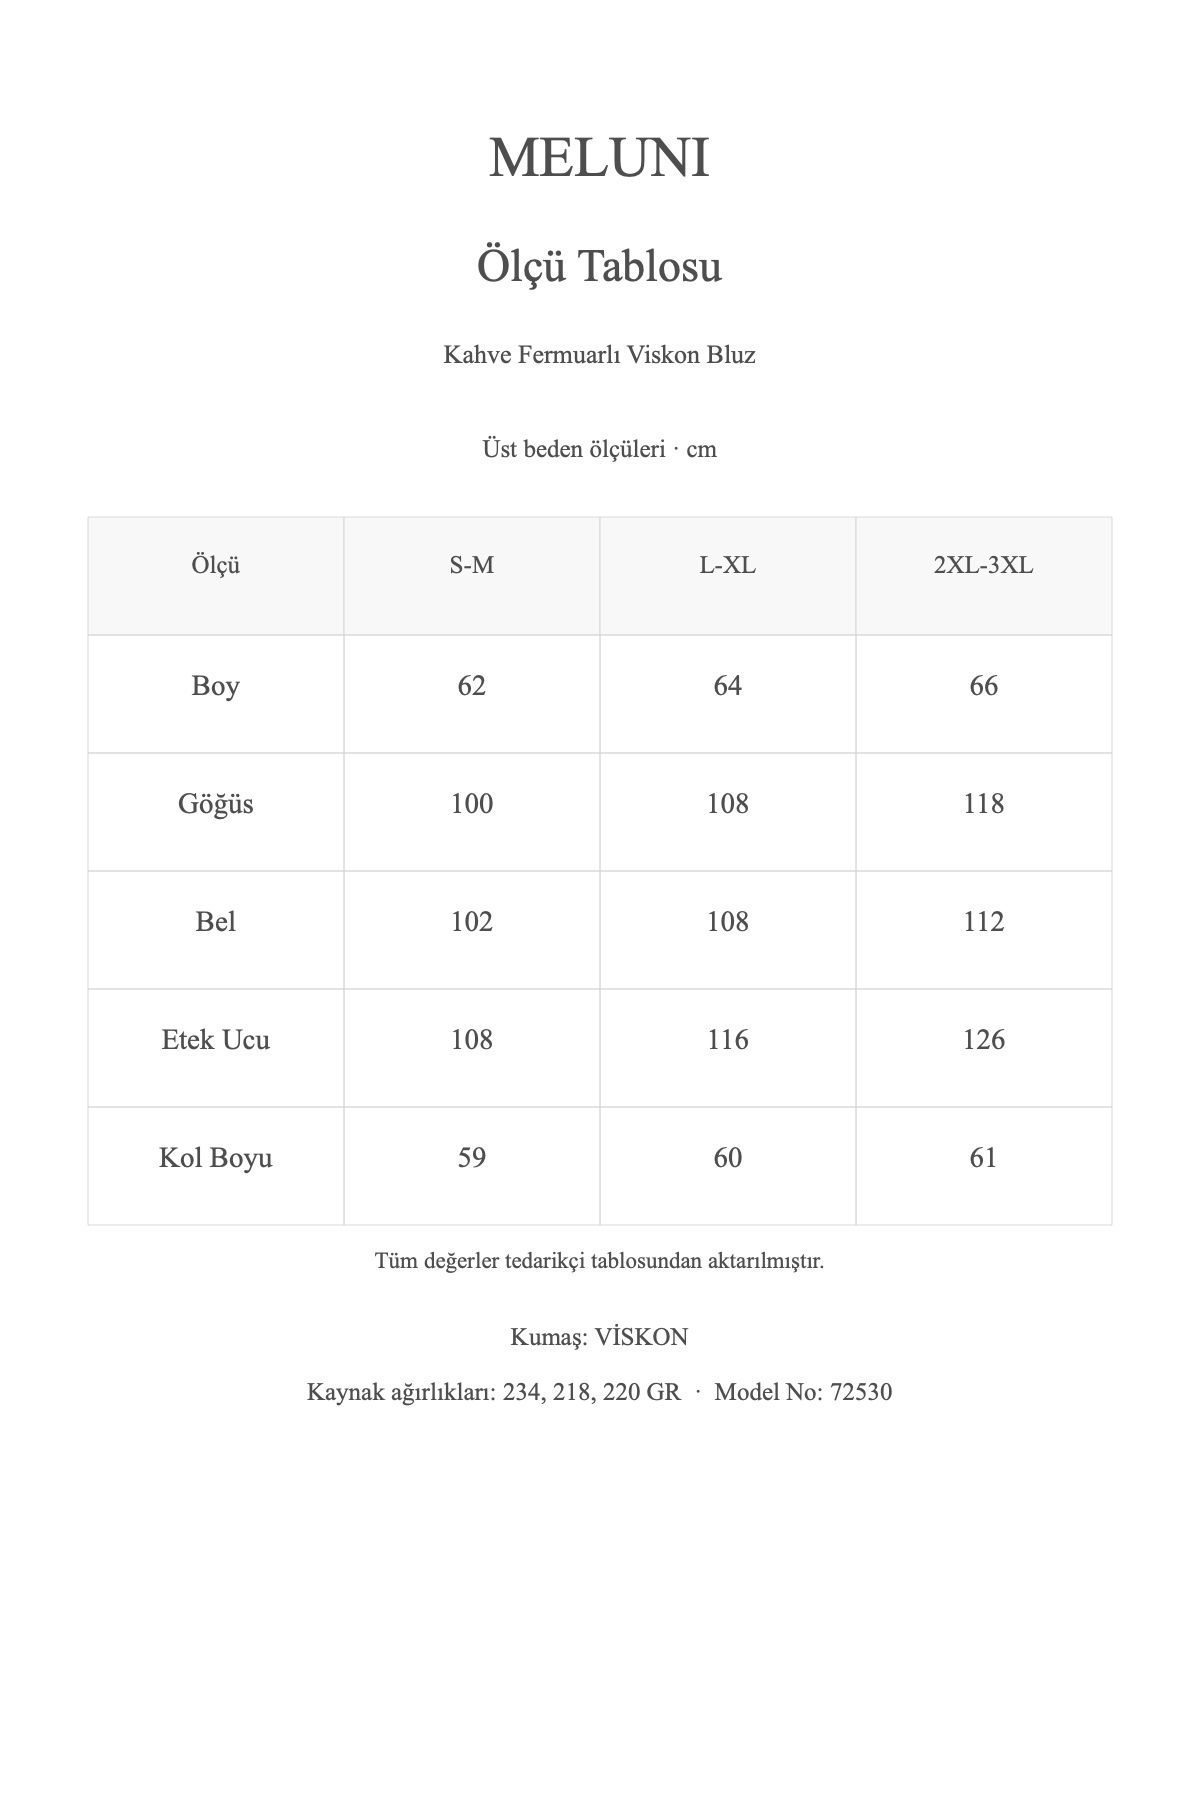 MELUNI
Ölçü Tablosu
Kahve Fermuarlı Viskon Bluz
Üst beden ölçüleri · cm
Ölçü S-M L-XL 2XL-3XL
Boy 62 64 66
Göğüs 100 108 118
Bel 102 108 112
Etek Ucu 108 116 126
Kol Boyu 59 60 61
Tüm değerler tedarikçi tablosundan aktarılmıştır.
Kumaş: VİSKON
Kaynak ağırlıkları: 234, 218, 220 GR · Model No: 72530